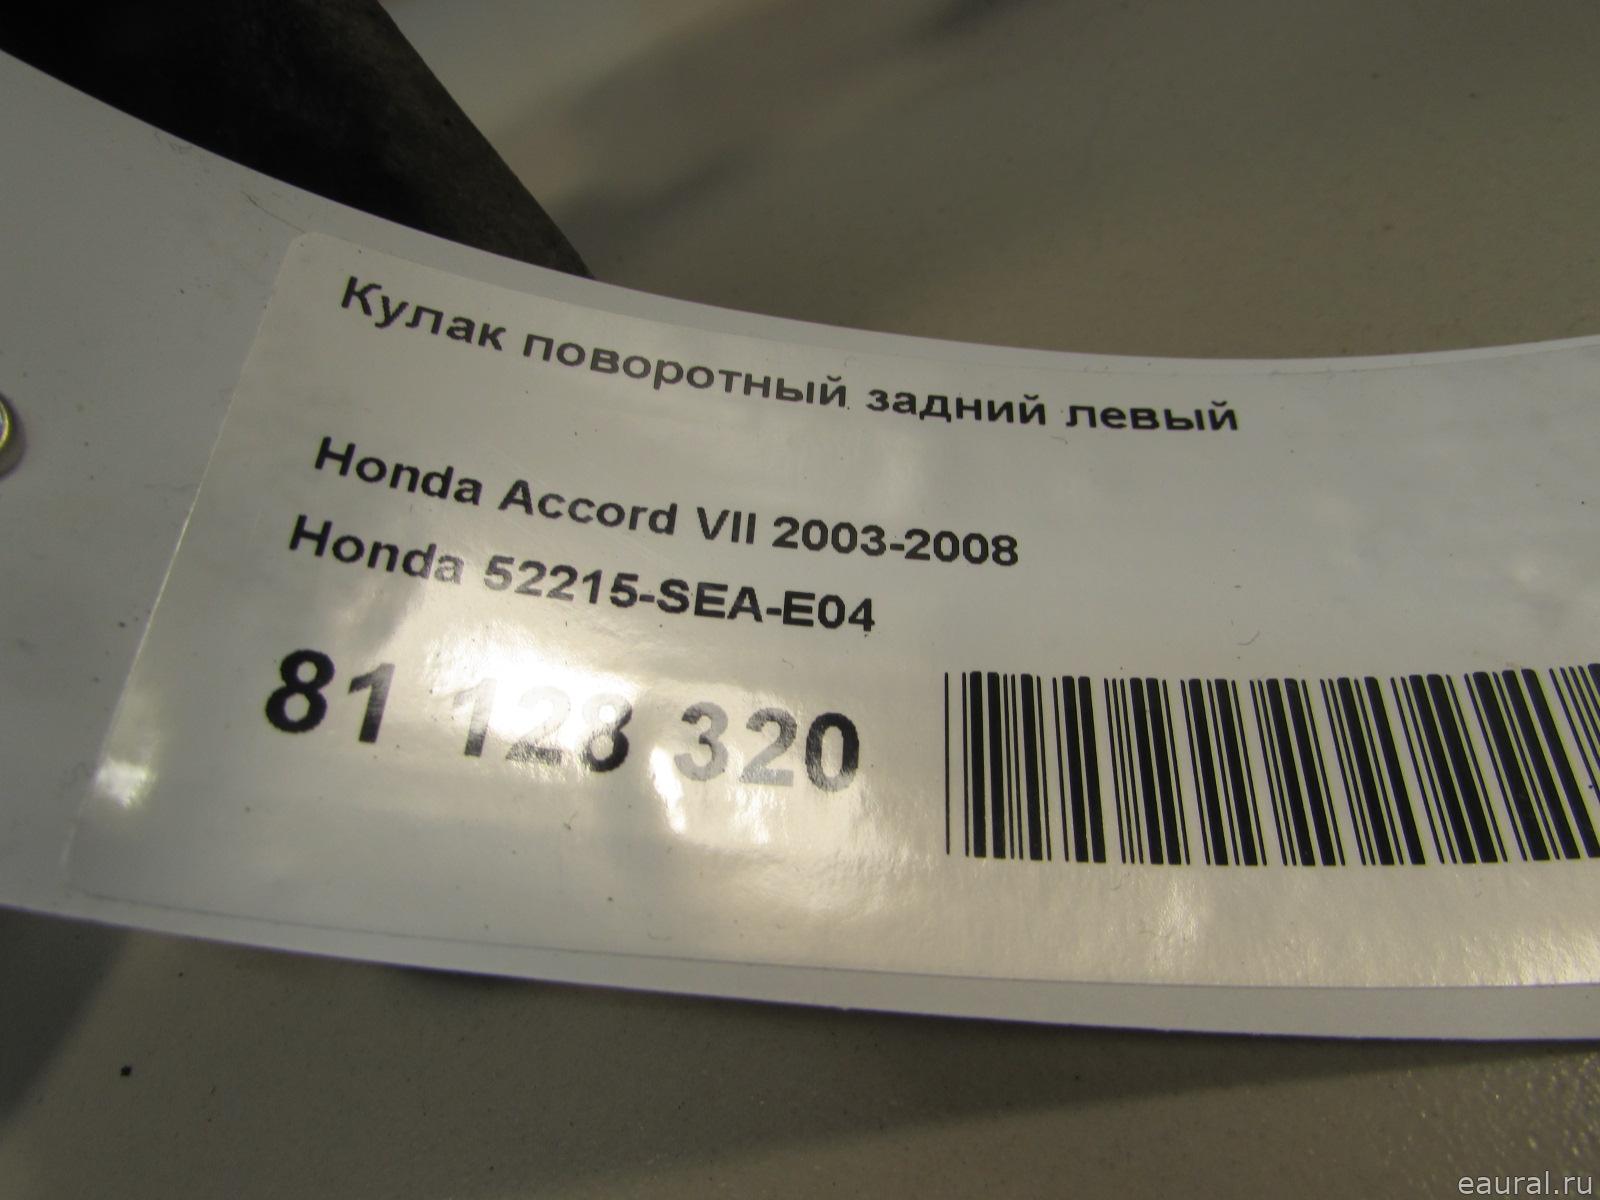 Кулак поворотный задний левый
Honda Accord VII 2003-2008
Honda 52215-SEA-E04
81 128 320
eaural.ru